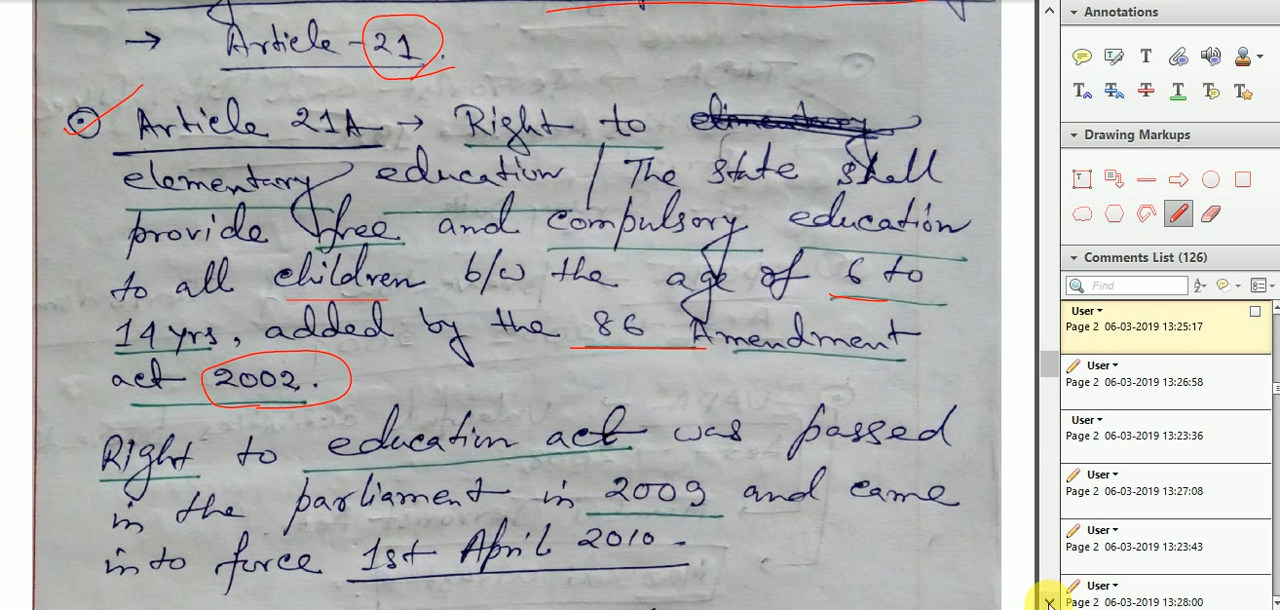 → Article - 21.
Article 21A → Right to elimentary
elementary education / The state shall
provide free and compulsory education
to all children b/w the age of 6 to
14 yrs, added by the 86 Amendment
act 2002.
Right to education act was passed
in the parliament in 2009 and came
into force 1st April 2010.
Annotations
Drawing Markups
Comments List (126)
Find
User
Page 2 06-03-2019 13:25:17
User
Page 2 06-03-2019 13:26:58
User
Page 2 06-03-2019 13:23:36
User
Page 2 06-03-2019 13:27:08
User
Page 2 06-03-2019 13:23:43
User
Page 2 06-03-2019 13:28:00